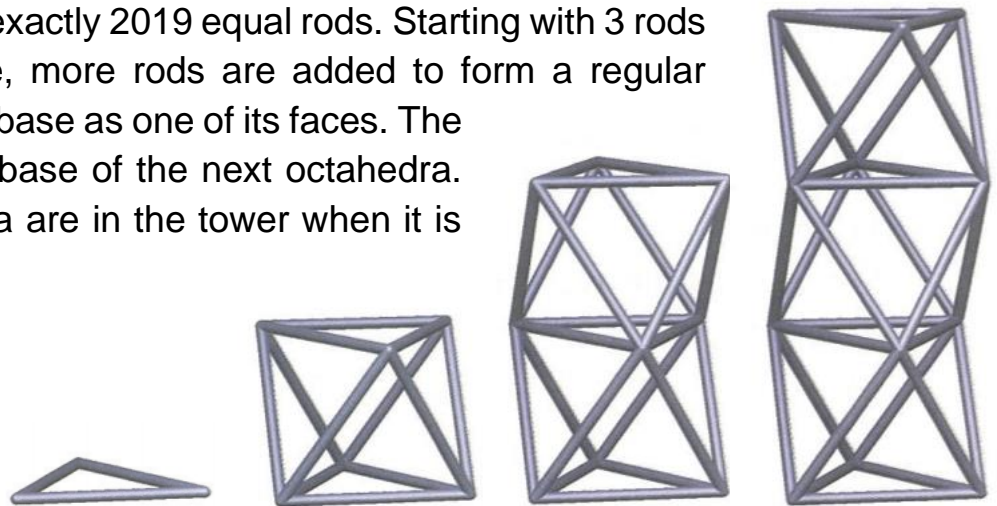 exactly 2019 equal rods. Starting with 3 rods
, more rods are added to form a regular
base as one of its faces. The
base of the next octahedra.
a are in the tower when it is